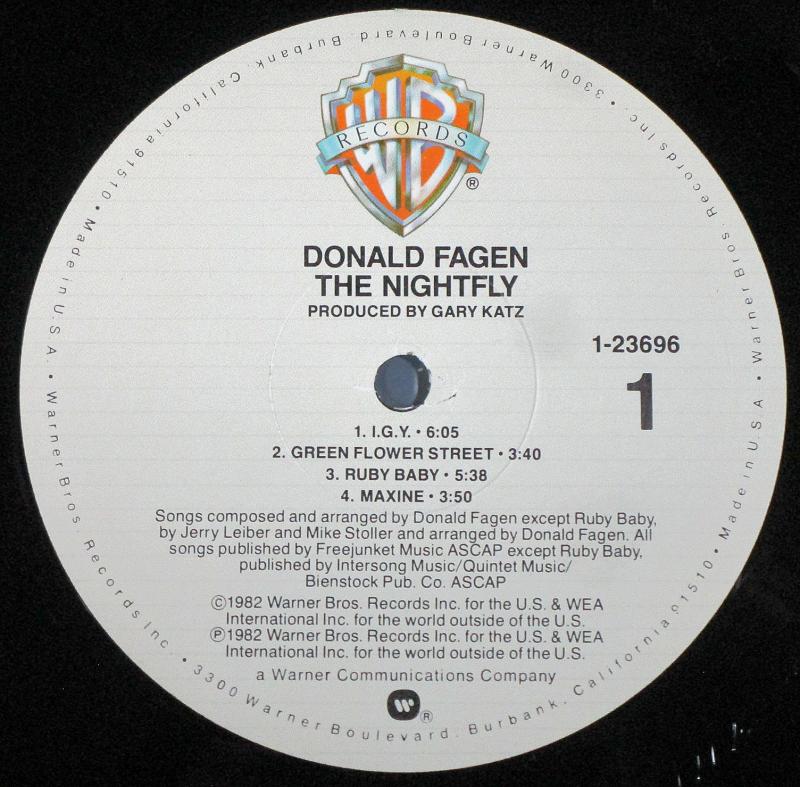 WB
RECORDS
®
DONALD FAGEN
THE NIGHTFLY
PRODUCED BY GARY KATZ
1-23696
1
1. I.G.Y. • 6:05
2. GREEN FLOWER STREET • 3:40
3. RUBY BABY • 5:38
4. MAXINE • 3:50
Songs composed and arranged by Donald Fagen except Ruby Baby,
by Jerry Leiber and Mike Stoller and arranged by Donald Fagen. All
songs published by Freejunket Music ASCAP except Ruby Baby,
published by Intersong Music/Quintet Music/
Bienstock Pub. Co. ASCAP
©1982 Warner Bros. Records Inc. for the U.S. & WEA
International Inc. for the world outside of the U.S.
℗1982 Warner Bros. Records Inc. for the U.S. & WEA
International Inc. for the world outside of the U.S.
a Warner Communications Company
W®
Warner Bros. Records Inc. • 3300 Warner Boulevard. Burbank. California 91510 • Made in U.S.A. • Warner Bros. Records Inc. • 3300 Warner Boulevard. Burbank. California 91510 • Made in U.S.A •